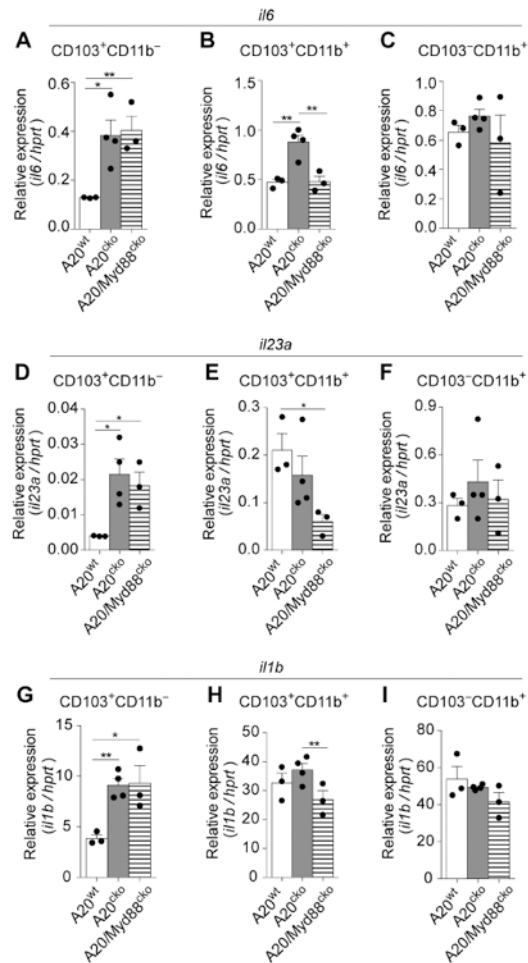 il6
A CD103⁺CD11b⁻
Relative expression
(il6 / hprt)
0.6
0.4
0.2
0.0
* **
A20ʷᵗ
A20ᶜᵏᵒ
A20/Myd88ᶜᵏᵒ
B CD103⁺CD11b⁺
Relative expression
(il6 / hprt)
1.5
1.0
0.5
0.0
** **
A20ʷᵗ
A20ᶜᵏᵒ
A20/Myd88ᶜᵏᵒ
C CD103⁻CD11b⁺
Relative expression
(il6 / hprt)
1.0
0.8
0.6
0.4
0.2
0.0
A20ʷᵗ
A20ᶜᵏᵒ
A20/Myd88ᶜᵏᵒ
il23a
D CD103⁺CD11b⁻
Relative expression
(il23a / hprt)
0.04
0.03
0.02
0.01
0.00
* *
A20ʷᵗ
A20ᶜᵏᵒ
A20/Myd88ᶜᵏᵒ
E CD103⁺CD11b⁺
Relative expression
(il23a / hprt)
0.3
0.2
0.1
0.0
*
A20ʷᵗ
A20ᶜᵏᵒ
A20/Myd88ᶜᵏᵒ
F CD103⁻CD11b⁺
Relative expression
(il23a / hprt)
0.9
0.6
0.3
0.0
A20ʷᵗ
A20ᶜᵏᵒ
A20/Myd88ᶜᵏᵒ
il1b
G CD103⁺CD11b⁻
Relative expression
(il1b / hprt)
15
10
5
0
** *
A20ʷᵗ
A20ᶜᵏᵒ
A20/Myd88ᶜᵏᵒ
H CD103⁺CD11b⁺
Relative expression
(il1b / hprt)
50
40
30
20
10
0
**
A20ʷᵗ
A20ᶜᵏᵒ
A20/Myd88ᶜᵏᵒ
I CD103⁻CD11b⁺
Relative expression
(il1b / hprt)
80
60
40
20
0
A20ʷᵗ
A20ᶜᵏᵒ
A20/Myd88ᶜᵏᵒ